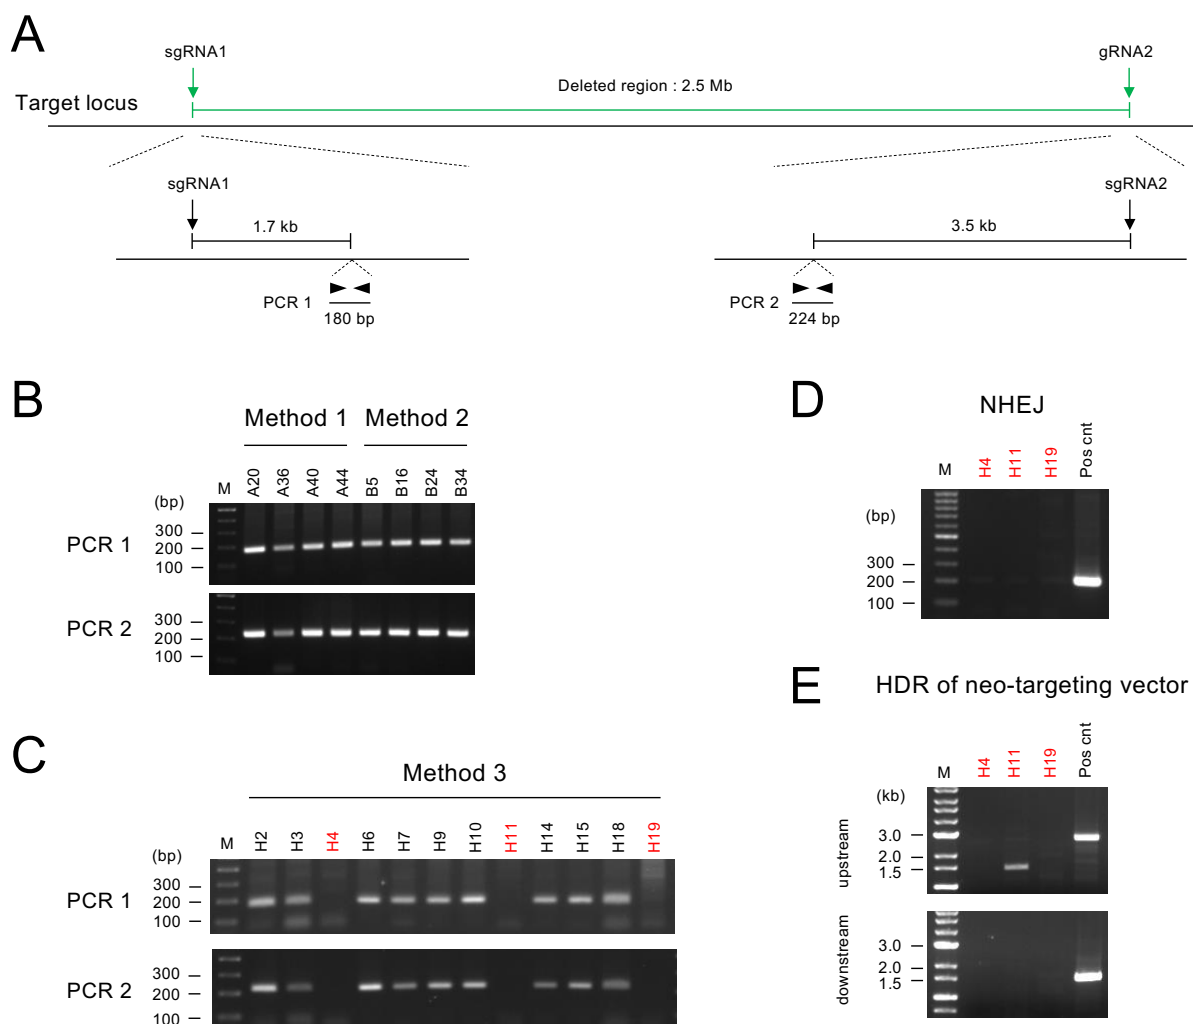 A
sgRNA1
gRNA2
Deleted region : 2.5 Mb
Target locus
sgRNA1
sgRNA2
1.7 kb
3.5 kb
PCR 1
180 bp
PCR 2
224 bp
B
Method 1
Method 2
M
A20
A36
A40
A44
B5
B16
B24
B34
(bp)
PCR 1
300
200
100
PCR 2
300
200
100
C
Method 3
M
H2
H3
H4
H6
H7
H9
H10
H11
H14
H15
H18
H19
(bp)
PCR 1
300
200
100
PCR 2
300
200
100
D
NHEJ
M
H4
H11
H19
Pos cnt
(bp)
300
200
100
E
HDR of neo-targeting vector
M
H4
H11
H19
Pos cnt
(kb)
upstream
3.0
2.0
1.5
downstream
3.0
2.0
1.5